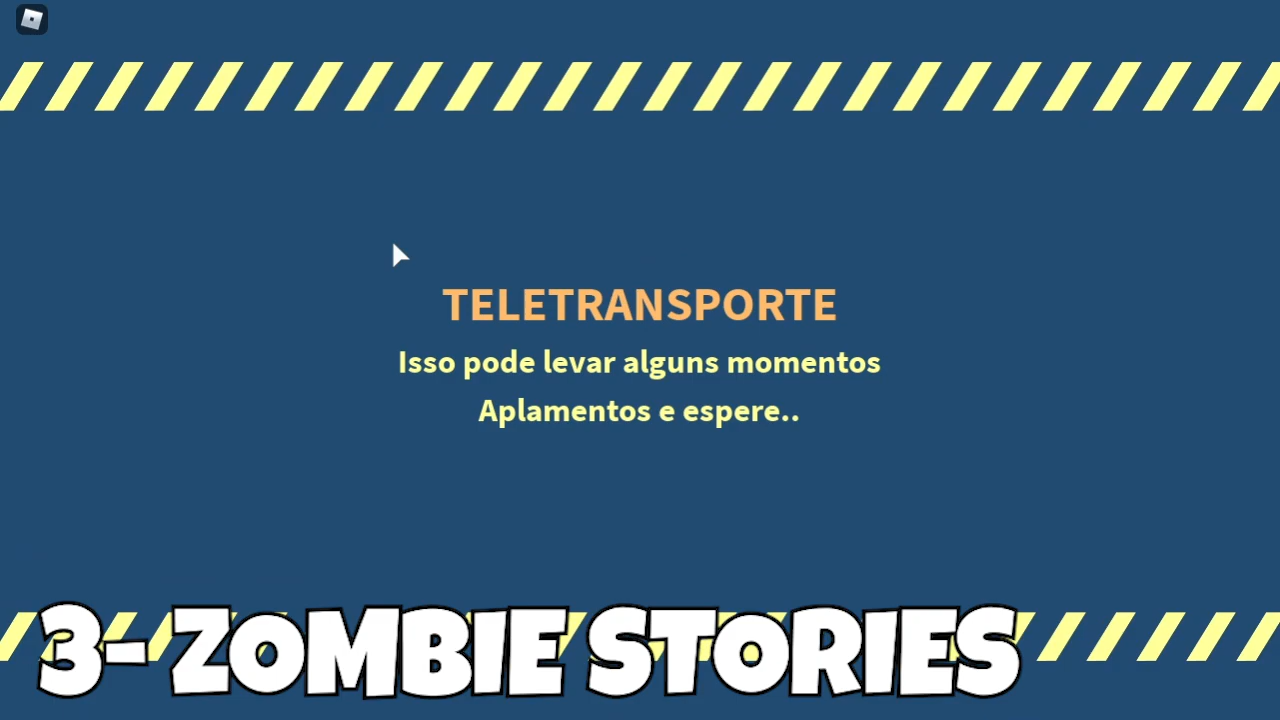 TELETRANSPORTE
Isso pode levar alguns momentos
Aplamentos e espere..
3- ZOMBIE STORIES